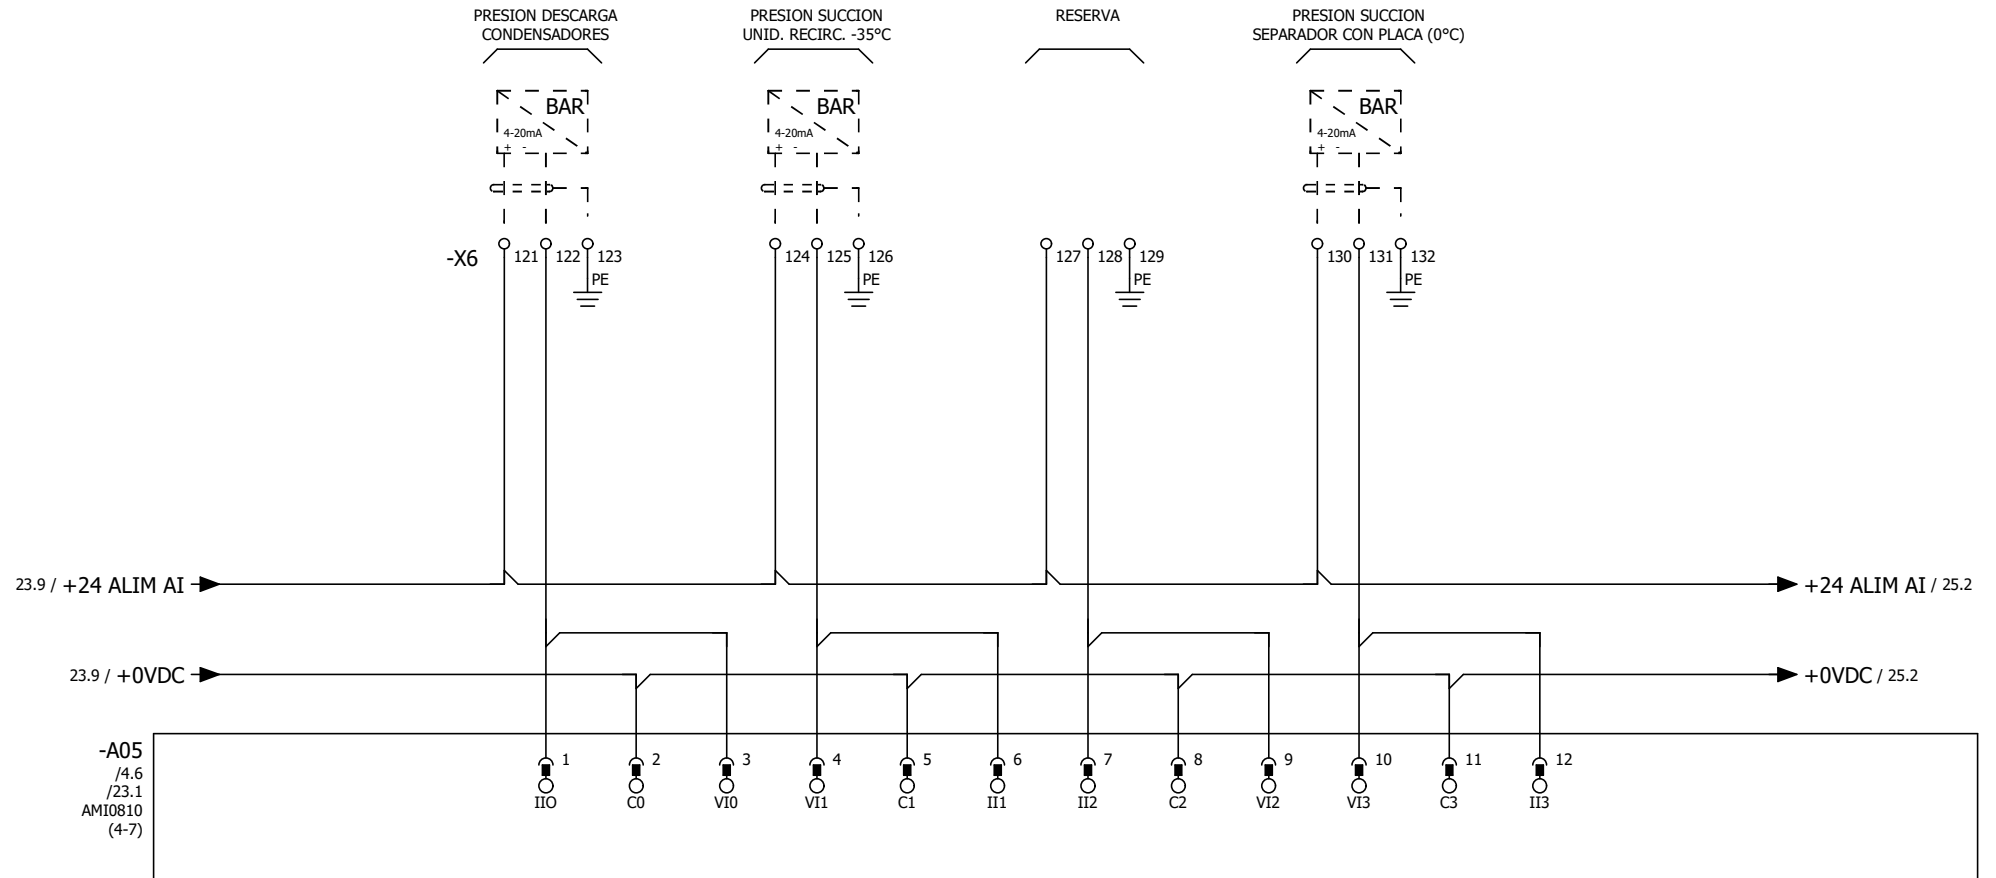 PRESION DESCARGA
CONDENSADORES
PRESION SUCCION
UNID. RECIRC. -35°C
RESERVA
PRESION SUCCION
SEPARADOR CON PLACA (0°C)
BAR
4-20mA
+ -
BAR
4-20mA
+ -
BAR
4-20mA
+ -
-X6
121
122
123
PE
124
125
126
PE
127
128
129
PE
130
131
132
PE
23.9 / +24 ALIM AI
+24 ALIM AI / 25.2
23.9 / +0VDC
+0VDC / 25.2
-A05
/4.6
/23.1
AMI0810
(4-7)
1
2
3
4
5
6
7
8
9
10
11
12
IIO
C0
VI0
VI1
C1
II1
II2
C2
VI2
VI3
C3
II3